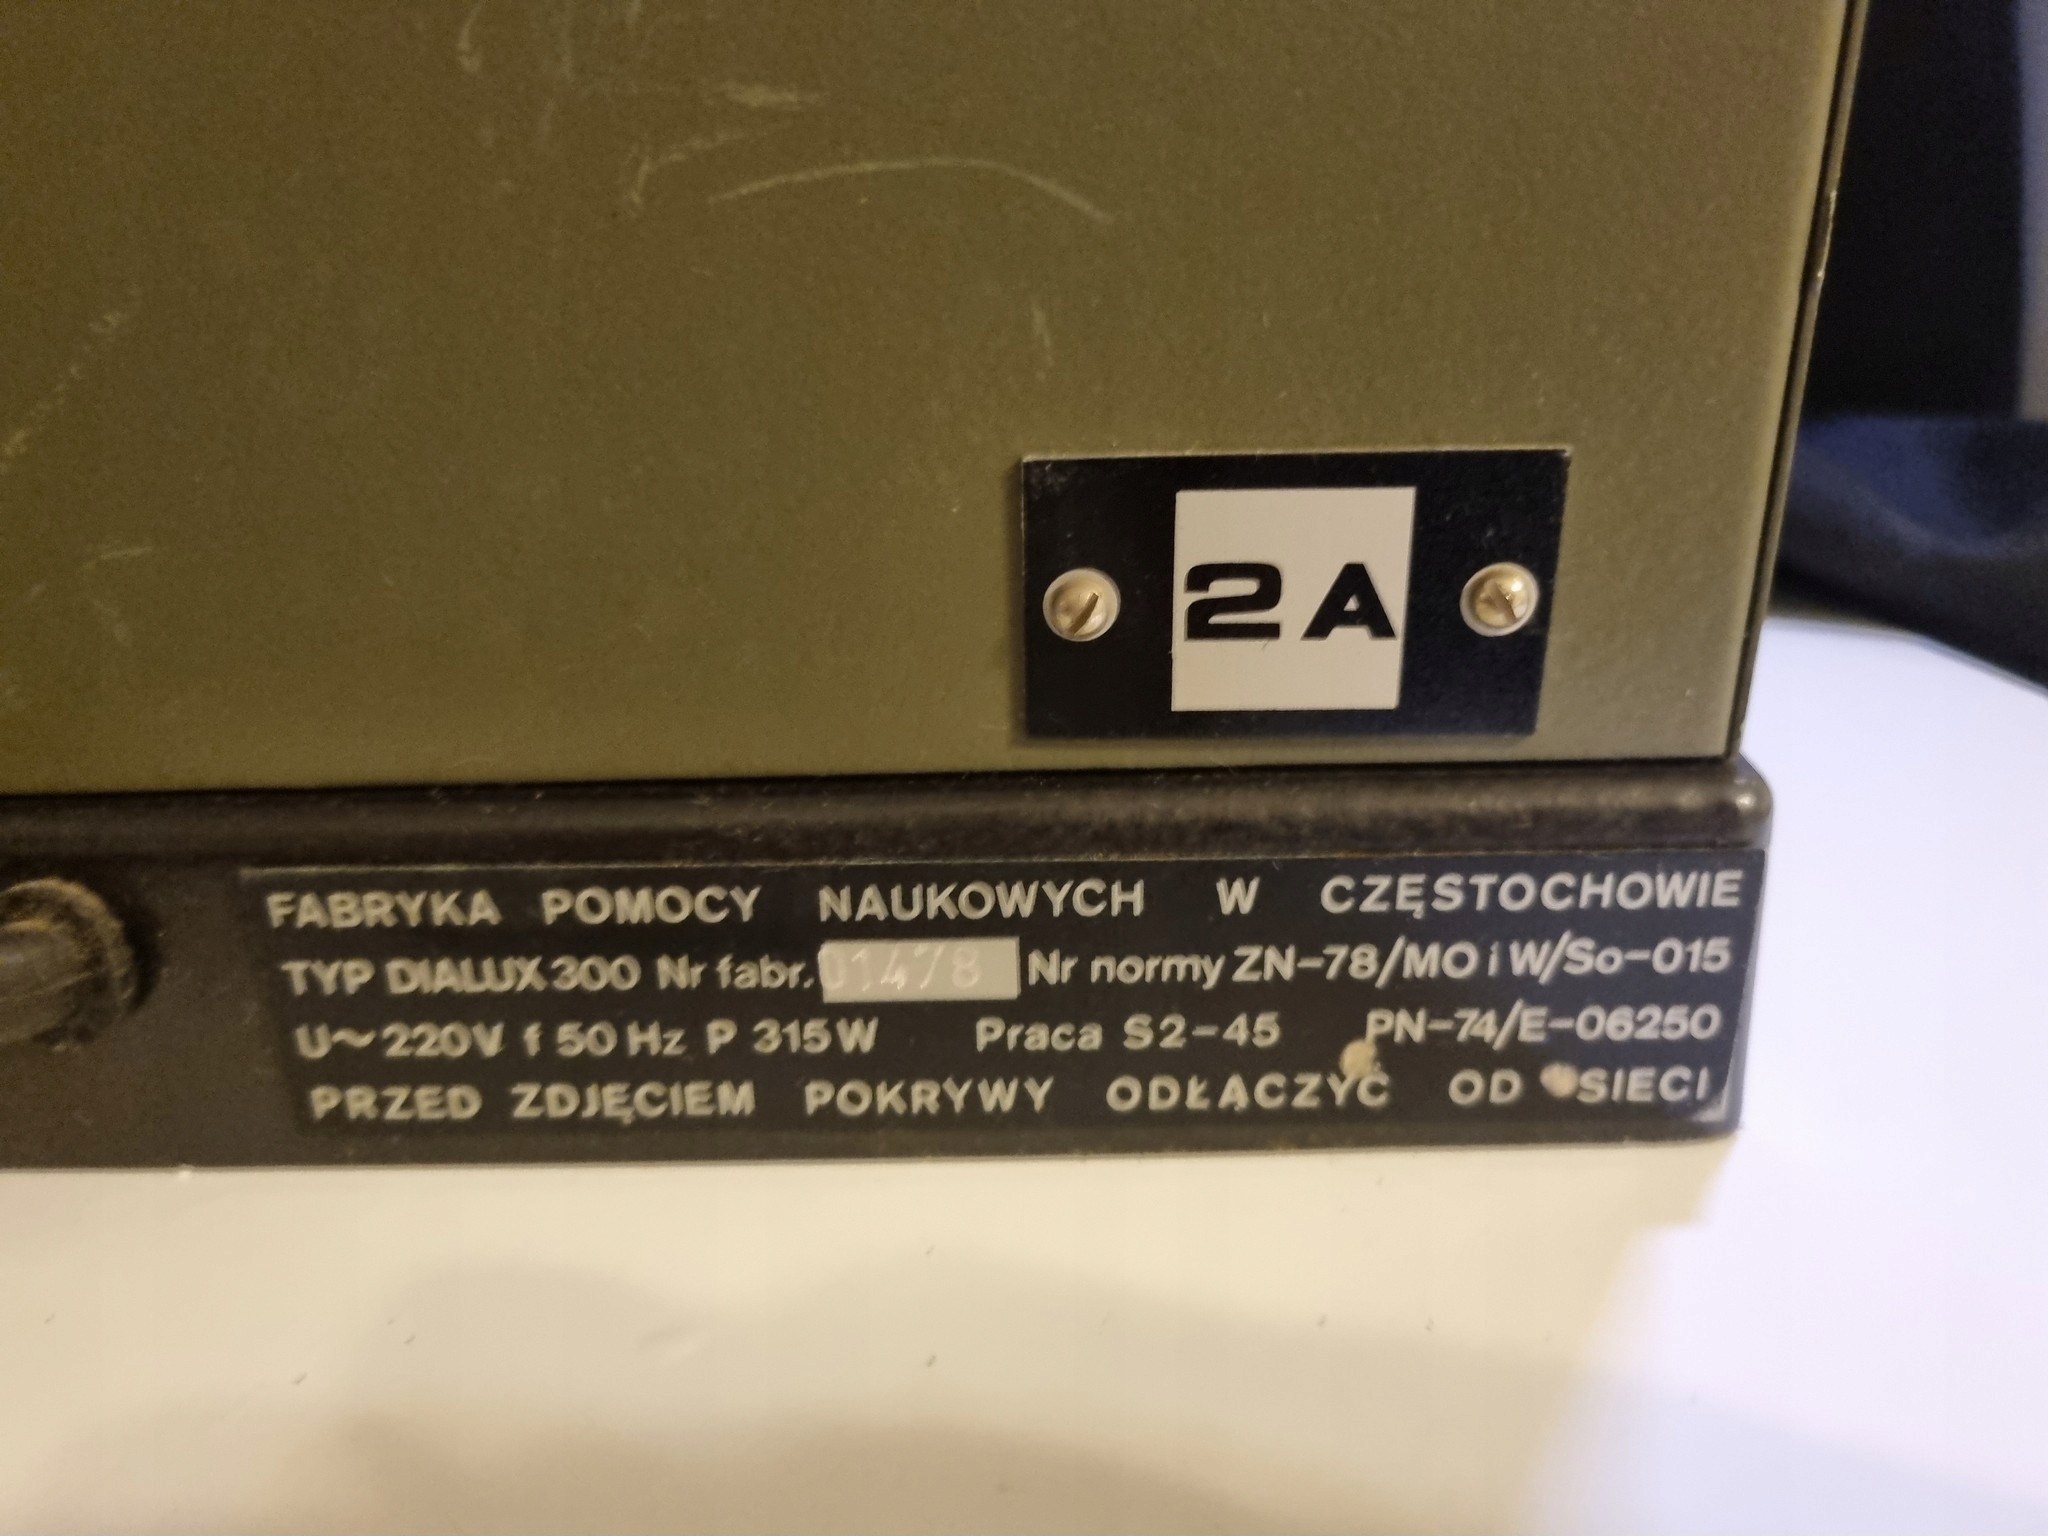 2A
FABRYKA POMOCY NAUKOWYCH W CZĘSTOCHOWIE
TYP DIALUX 300 Nr fabr. 01478 Nr normy ZN-78/MO i W/So-015
U~220V f 50 Hz P 315W Praca S2-45 PN-74/E-06250
PRZED ZDJĘCIEM POKRYWY ODŁĄCZYĆ OD SIECI